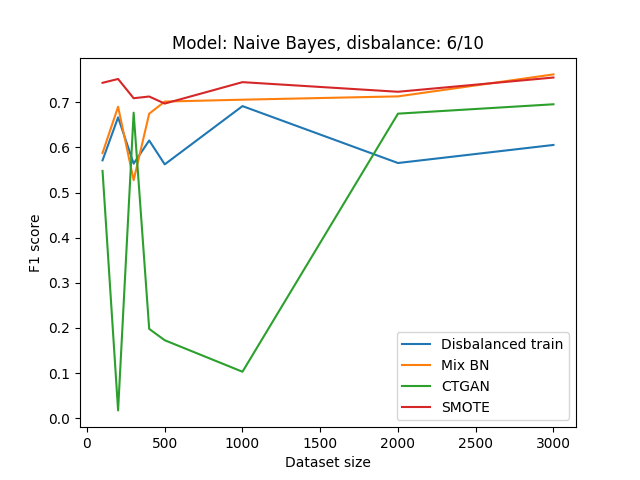 Model: Naive Bayes, disbalance: 6/10
F1 score
0.7
0.6
0.5
0.4
0.3
0.2
0.1
0.0
Disbalanced train
Mix BN
CTGAN
SMOTE
0 500 1000 1500 2000 2500 3000
Dataset size